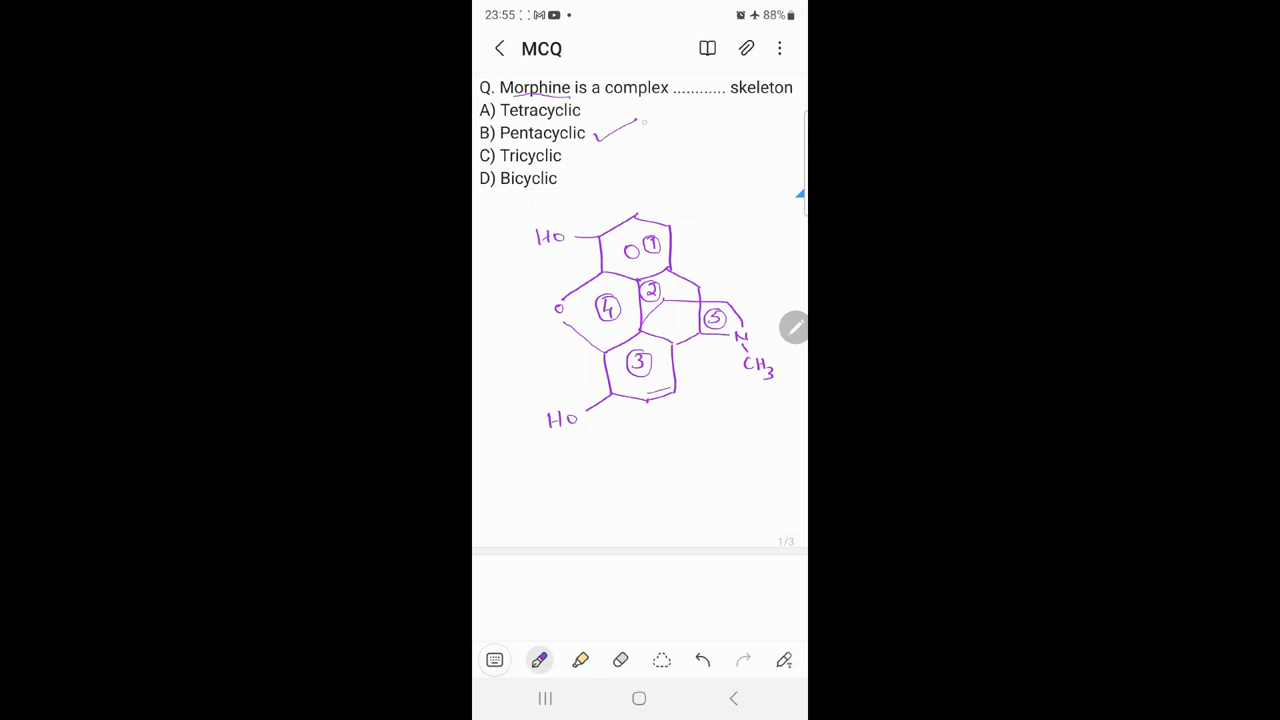 23:55 88%
MCQ
Q. Morphine is a complex ............ skeleton
A) Tetracyclic
B) Pentacyclic
C) Tricyclic
D) Bicyclic
HO
1
2
O 4
5
N
3
CH3
HO
1/3